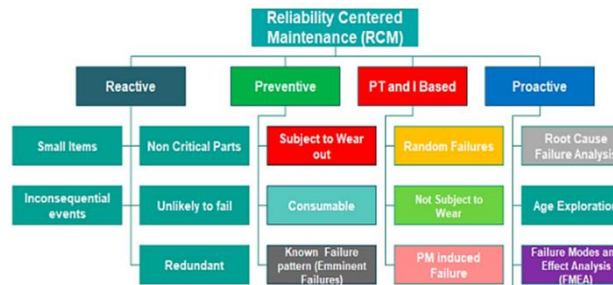 Reliability Centered
Maintenance (RCM)
Reactive
Preventive
PT and I Based
Proactive
Small Items
Non Critical Parts
Subject to Wear
out
Random Failures
Root Cause
Failure Analysis
Inconsequential
events
Unlikely to fail
Consumable
Not Subject to
Wear
Age Exploration
Redundant
Known Failure
pattern (Emminent
Failures)
PM induced
Failure
Failure Modes an
Effect Analysis
(FMEA)